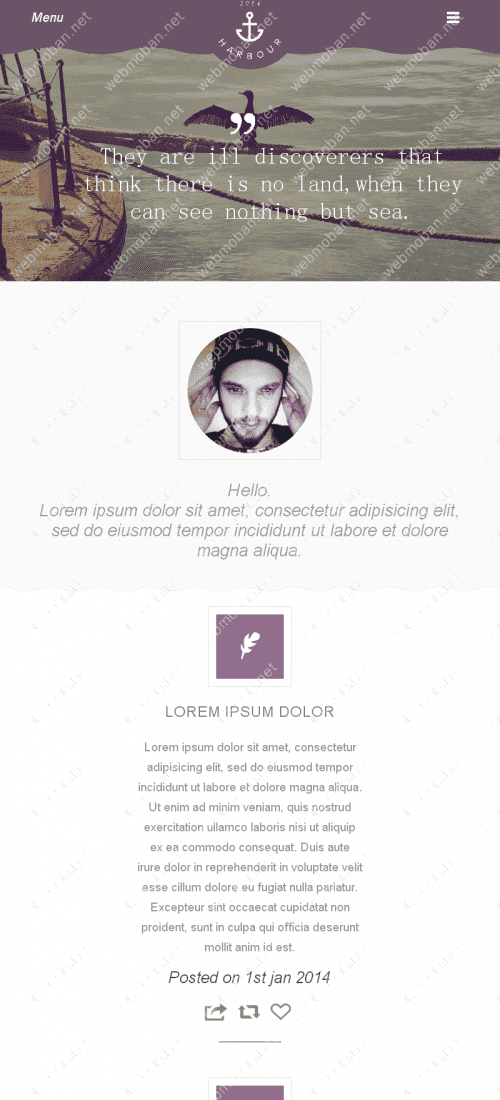 Menu
2014
HARBOUR
They are ill discoverers that
think there is no land,when they
can see nothing but sea.
Hello.
Lorem ipsum dolor sit amet, consectetur adipisicing elit,
sed do eiusmod tempor incididunt ut labore et dolore
magna aliqua.
LOREM IPSUM DOLOR
Lorem ipsum dolor sit amet, consectetur
adipisicing elit, sed do eiusmod tempor
incididunt ut labore et dolore magna aliqua.
Ut enim ad minim veniam, quis nostrud
exercitation ullamco laboris nisi ut aliquip
ex ea commodo consequat. Duis aute
irure dolor in reprehenderit in voluptate velit
esse cillum dolore eu fugiat nulla pariatur.
Excepteur sint occaecat cupidatat non
proident, sunt in culpa qui officia deserunt
mollit anim id est.
Posted on 1st jan 2014
webmoban.net